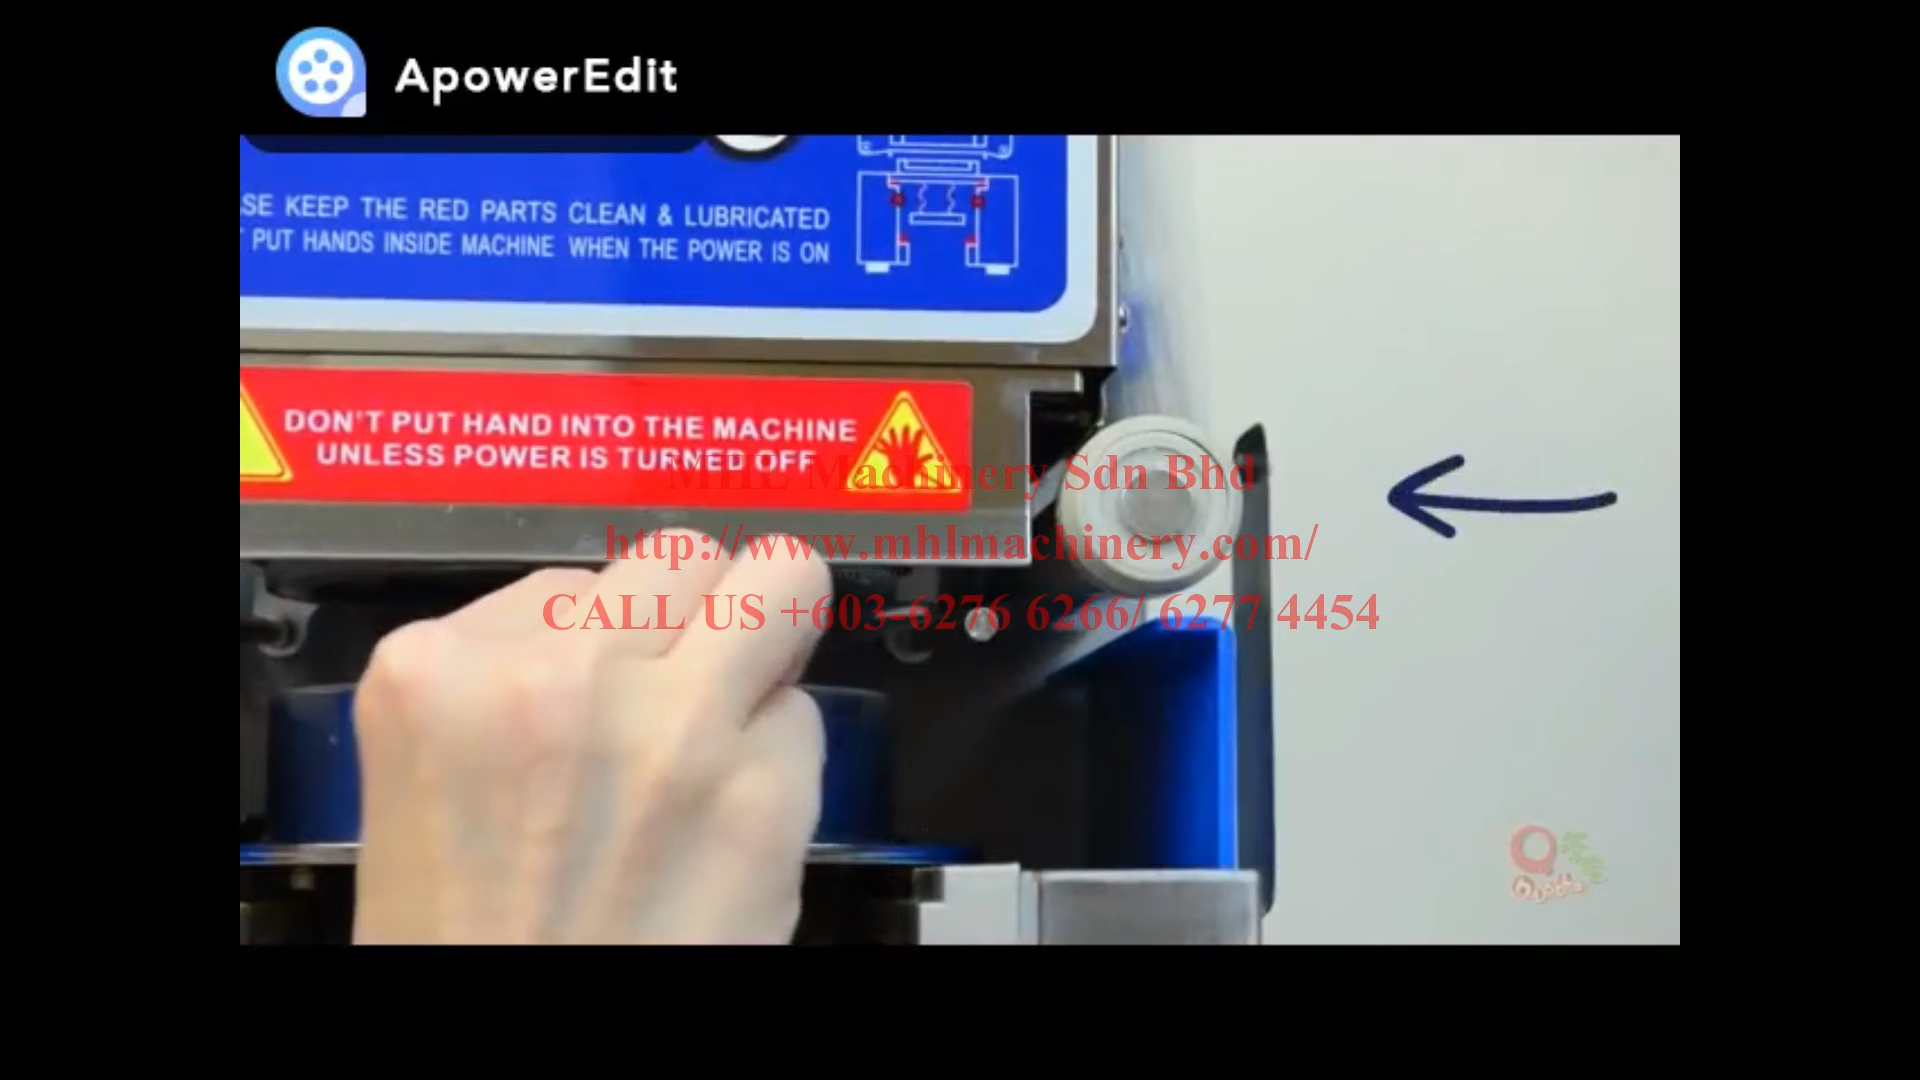 ApowerEdit
SE KEEP THE RED PARTS CLEAN & LUBRICATED
PUT HANDS INSIDE MACHINE WHEN THE POWER IS ON
DON'T PUT HAND INTO THE MACHINE
UNLESS POWER IS TURNED OFF
MHL Machinery Sdn Bhd
http://www.mhlmachinery.com/
CALL US +603-6276 6266/ 6277 4454